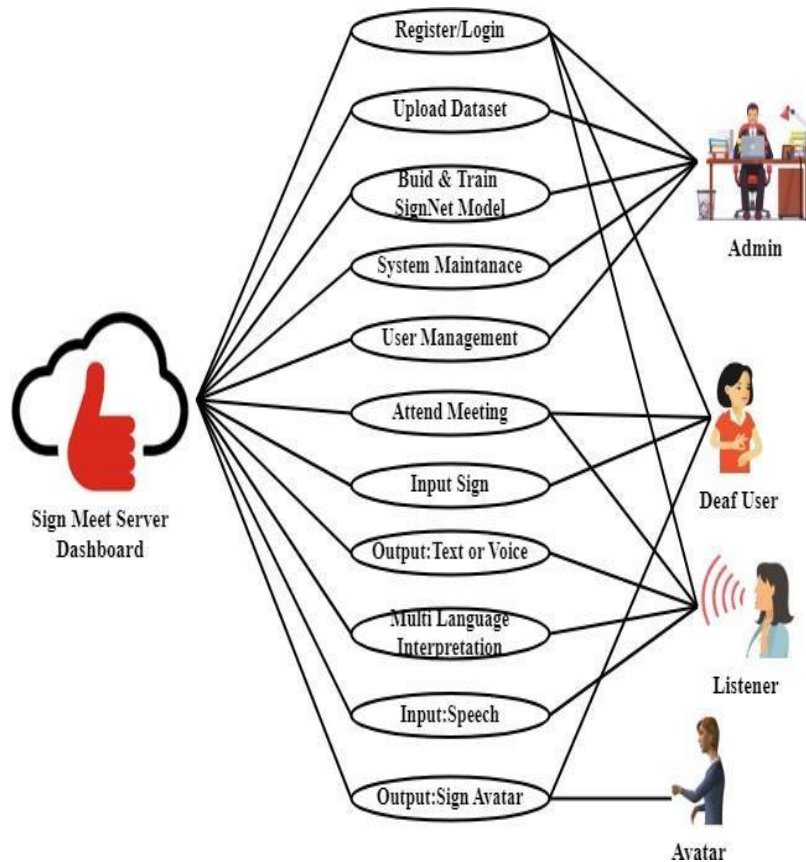 Register/Login
Upload Dataset
Buid & Train
SignNet Model
System Maintanace
User Management
Attend Meeting
Input Sign
Output:Text or Voice
Multi Language
Interpretation
Input:Speech
Output:Sign Avatar
Sign Meet Server
Dashboard
Admin
Deaf User
Listener
Avatar